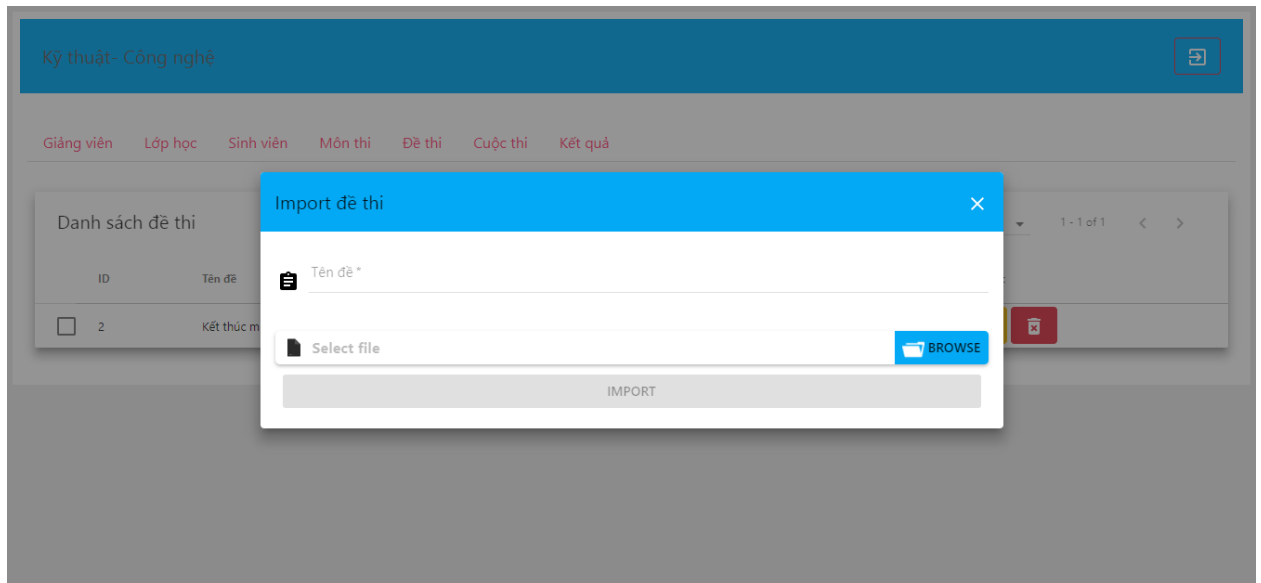 Kỹ thuật- Công nghệ
Giảng viên Lớp học Sinh viên Môn thi Đề thi Cuộc thi Kết quả
Import đề thi
Danh sách đề thi
1 - 1 of 1
ID Tên đề
Tên đề *
2 Kết thúc m
Select file
BROWSE
IMPORT